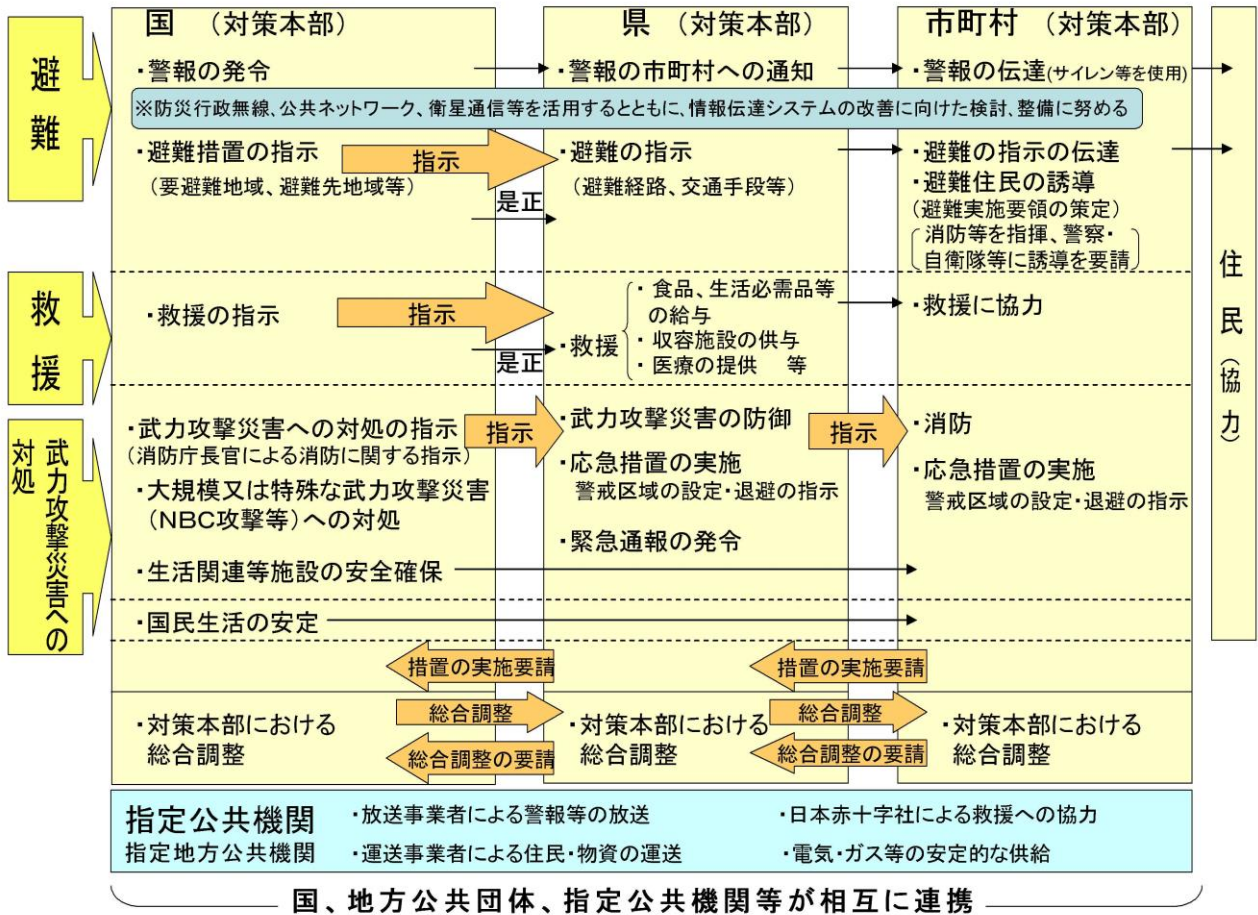 国 (対策本部)
県 (対策本部)
市町村 (対策本部)
避難
・警報の発令
・警報の市町村への通知
・警報の伝達(サイレン等を使用)
※防災行政無線、公共ネットワーク、衛星通信等を活用するとともに、情報伝達システムの改善に向けた検討、整備に努める
・避難措置の指示
(要避難地域、避難先地域等)
指示
是正
・避難の指示
(避難経路、交通手段等)
・避難の指示の伝達
・避難住民の誘導
(避難実施要領の策定)
消防等を指揮、警察・
自衛隊等に誘導を要請
住民(協力)
救援
・救援の指示
指示
是正
・救援
・食品、生活必需品等
の給与
・収容施設の供与
・医療の提供 等
・救援に協力
武力攻撃災害への
対処
・武力攻撃災害への対処の指示
(消防庁長官による消防に関する指示)
・大規模又は特殊な武力攻撃災害
(NBC攻撃等)への対処
指示
・武力攻撃災害の防御
・応急措置の実施
警戒区域の設定・退避の指示
・緊急通報の発令
指示
・消防
・応急措置の実施
警戒区域の設定・退避の指示
・生活関連等施設の安全確保
・国民生活の安定
措置の実施要請
措置の実施要請
・対策本部における
総合調整
総合調整
総合調整の要請
・対策本部における
総合調整
総合調整
総合調整の要請
・対策本部における
総合調整
指定公共機関
指定地方公共機関
・放送事業者による警報等の放送
・日本赤十字社による救援への協力
・運送事業者による住民・物資の運送
・電気・ガス等の安定的な供給
国、地方公共団体、指定公共機関等が相互に連携